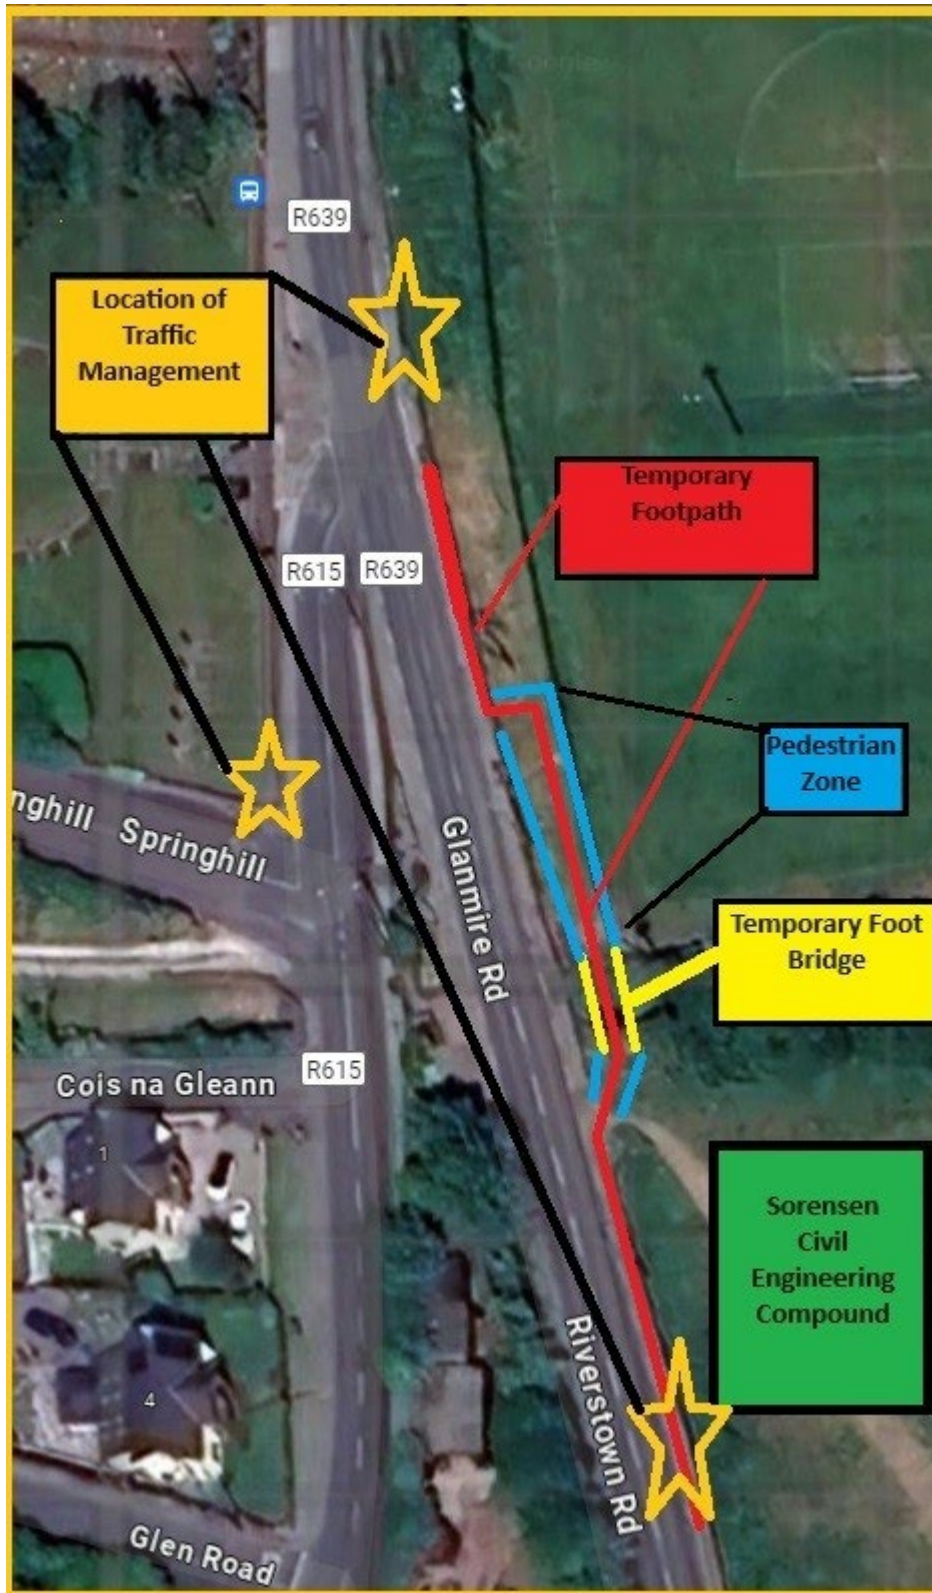 R639
Location of
Traffic
Management
Temporary
Footpath
R615
R639
Pedestrian
Zone
nghill
Springhill
Glanmire Rd
Temporary Foot
Bridge
R615
Cois na Gleann
1
Sorensen
Civil
Engineering
Compound
4
Riverstown Rd
Glen Road